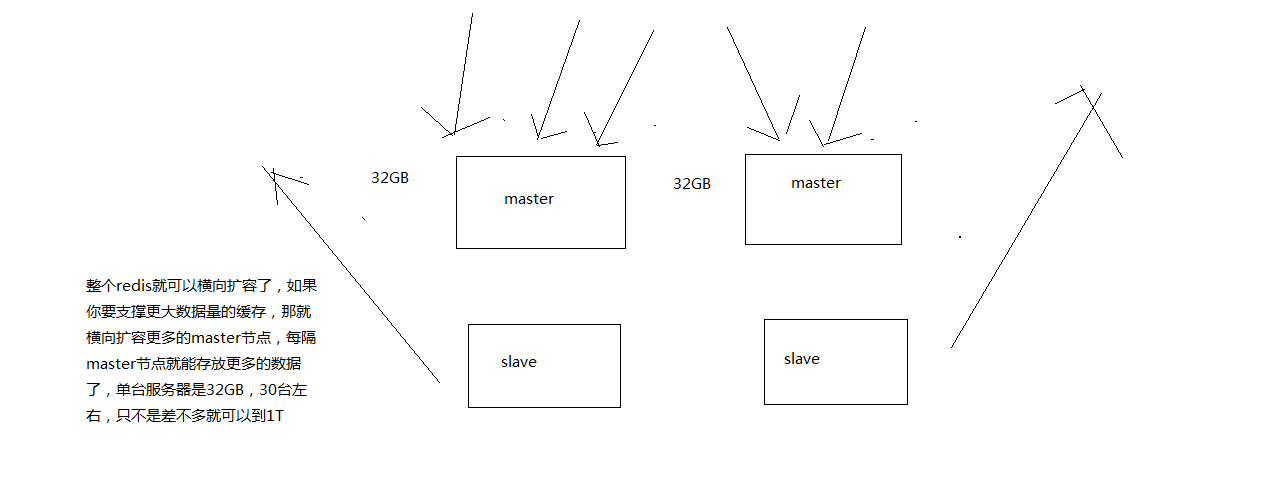 32GB
master
32GB
master
整个redis就可以横向扩容了，如果
你要支撑更大数据量的缓存，那就
横向扩容更多的master节点，每隔
master节点就能存放更多的数据
了，单台服务器是32GB，30台左
右，只不是差不多就可以到1T
slave
slave